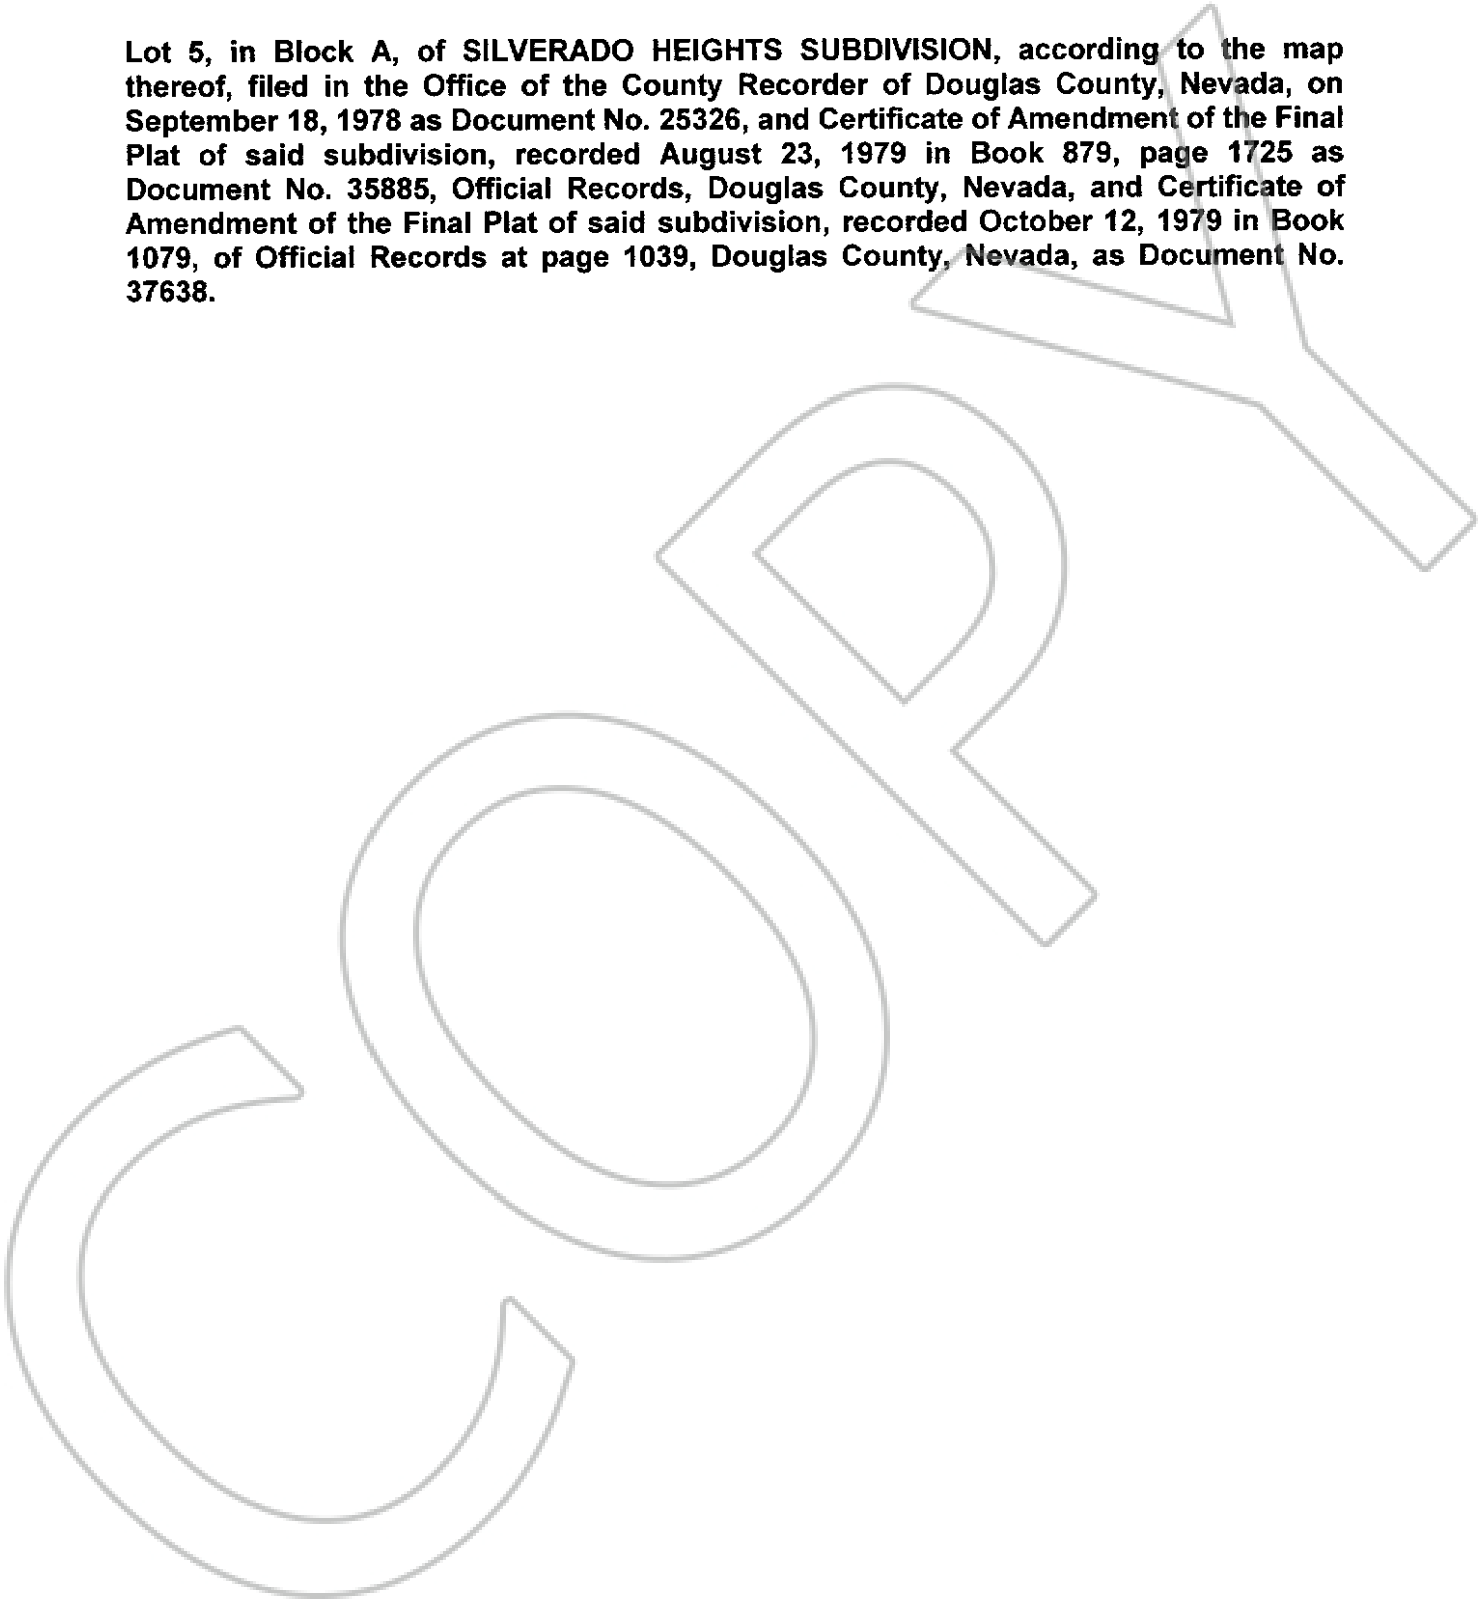 Lot 5, in Block A, of SILVERADO HEIGHTS SUBDIVISION, according to the map
thereof, filed in the Office of the County Recorder of Douglas County, Nevada, on
September 18, 1978 as Document No. 25326, and Certificate of Amendment of the Final
Plat of said subdivision, recorded August 23, 1979 in Book 879, page 1725 as
Document No. 35885, Official Records, Douglas County, Nevada, and Certificate of
Amendment of the Final Plat of said subdivision, recorded October 12, 1979 in Book
1079, of Official Records at page 1039, Douglas County, Nevada, as Document No.
37638.
COPY